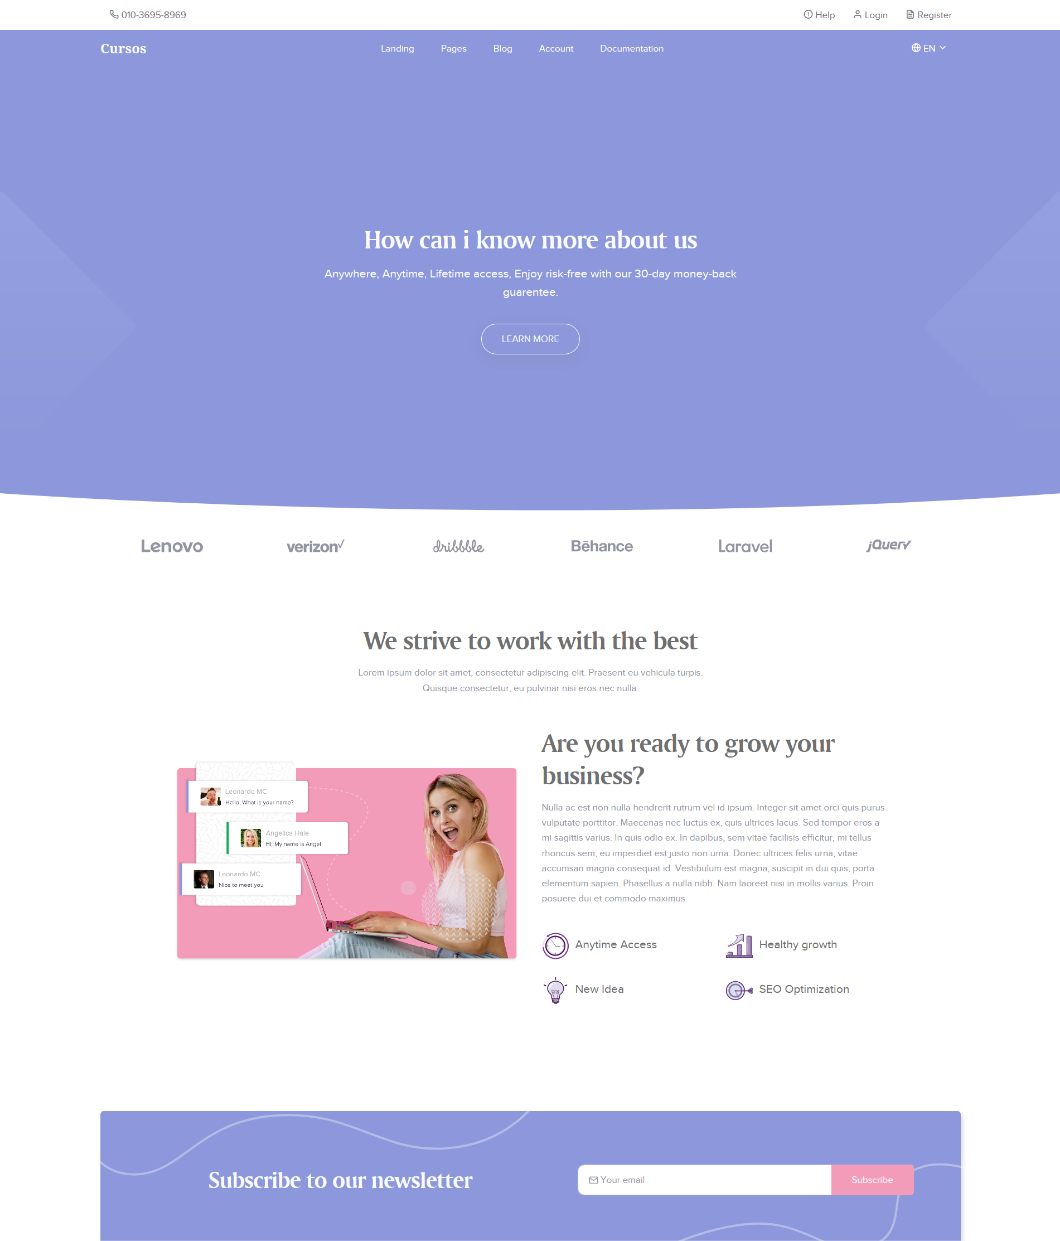 010-3695-8969
Help
Login
Register
Cursos
Landing
Pages
Blog
Account
Documentation
EN
How can i know more about us
Anywhere, Anytime, Lifetime access, Enjoy risk-free with our 30-day money-back
guarentee.
LEARN MORE
Lenovo
verizon
dribbble
Bēhance
Laravel
jQuery
We strive to work with the best
Lorem ipsum dolor sit amet, consectetur adipiscing elit. Praesent eu vehicula turpis.
Quisque consectetur, eu pulvinar nisi eros nec nulla.
Leonardo MC
Hello, What is your name?
Angelica Hale
Hi, My name is Angel
Leonardo MC
Nice to meet you
Are you ready to grow your
business?
Nulla ac est non nulla hendrerit rutrum vel id ipsum. Integer sit amet orci quis purus
vulputate porttitor. Maecenas nec luctus ex, quis ultrices lacus. Sed tempor eros a
mi sagittis varius. In quis odio ex. In dapibus, sem vitae facilisis efficitur, mi tellus
rhoncus sem, eu imperdiet est justo non urna. Donec ultrices felis urna, vitae
accumsan magna consequat id. Vestibulum est magna, suscipit in dui quis, porta
elementum sapien. Phasellus a nulla nibh. Nam laoreet nisi in mollis varius. Proin
posuere dui et commodo maximus.
Anytime Access
Healthy growth
New Idea
SEO Optimization
Subscribe to our newsletter
Your email
Subscribe